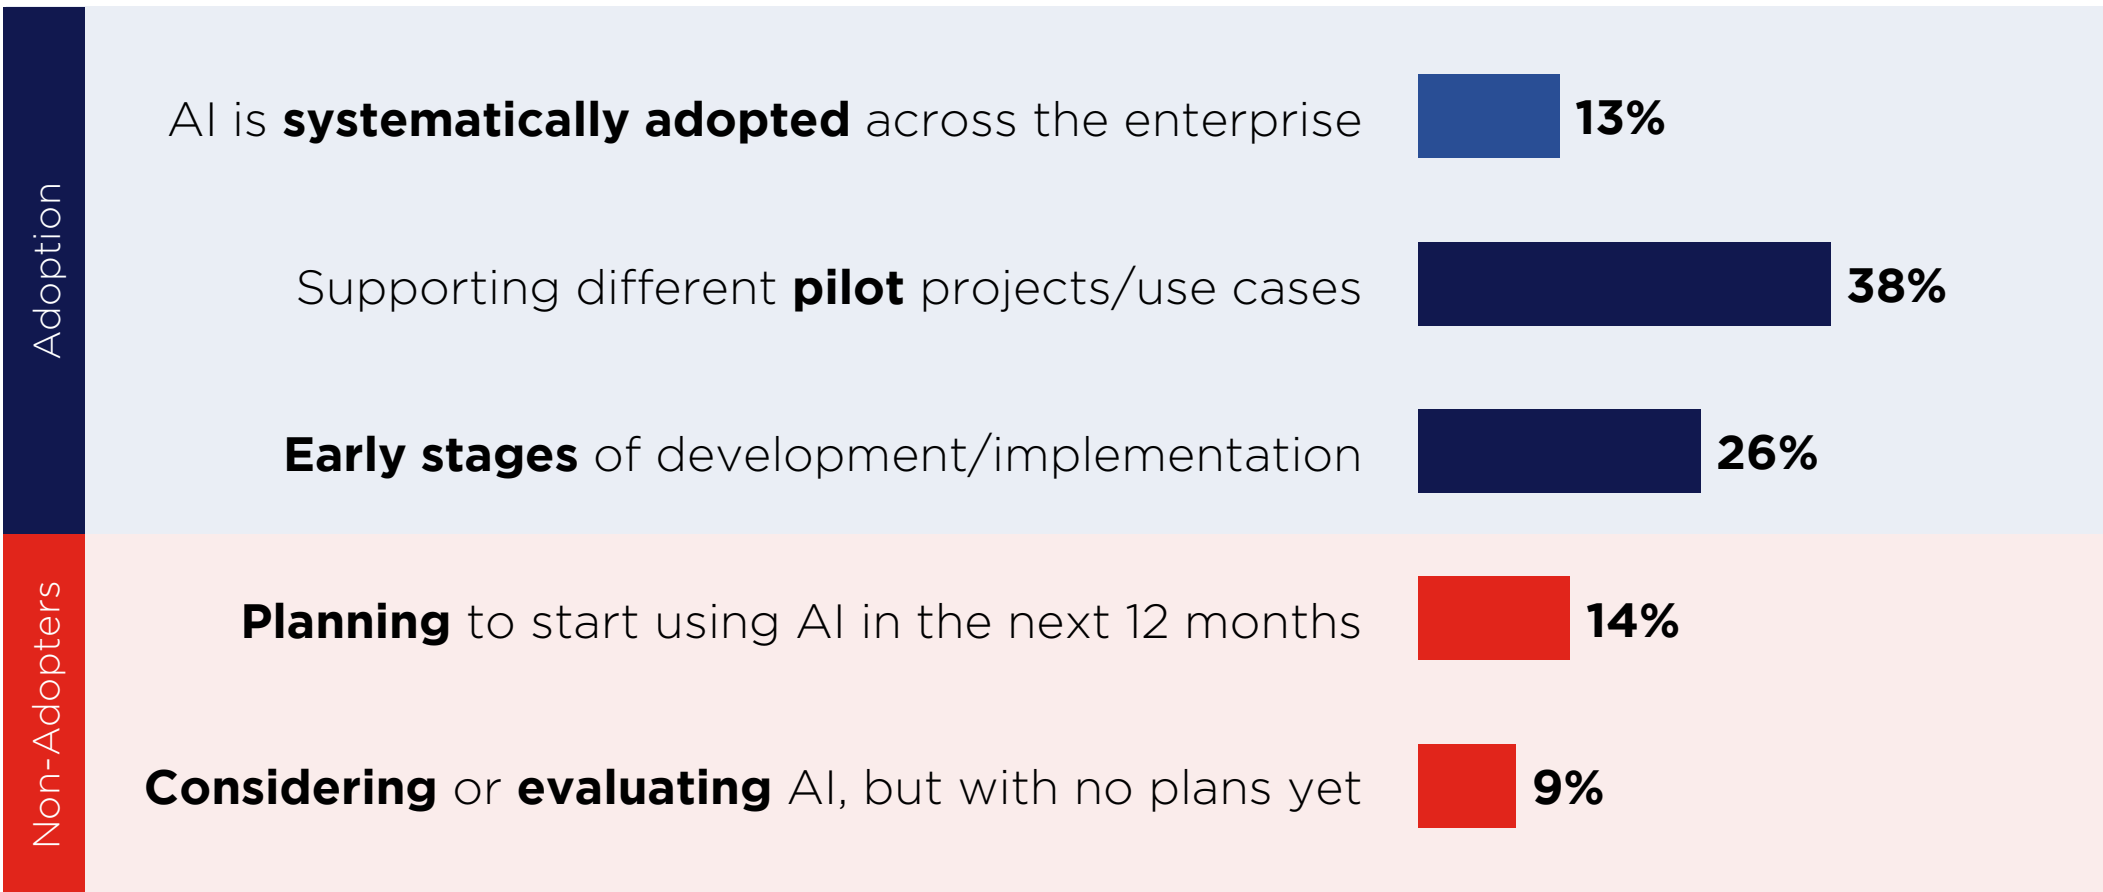 Adoption
AI is systematically adopted across the enterprise 13%
Supporting different pilot projects/use cases 38%
Early stages of development/implementation 26%
Non-Adopters
Planning to start using AI in the next 12 months 14%
Considering or evaluating AI, but with no plans yet 9%